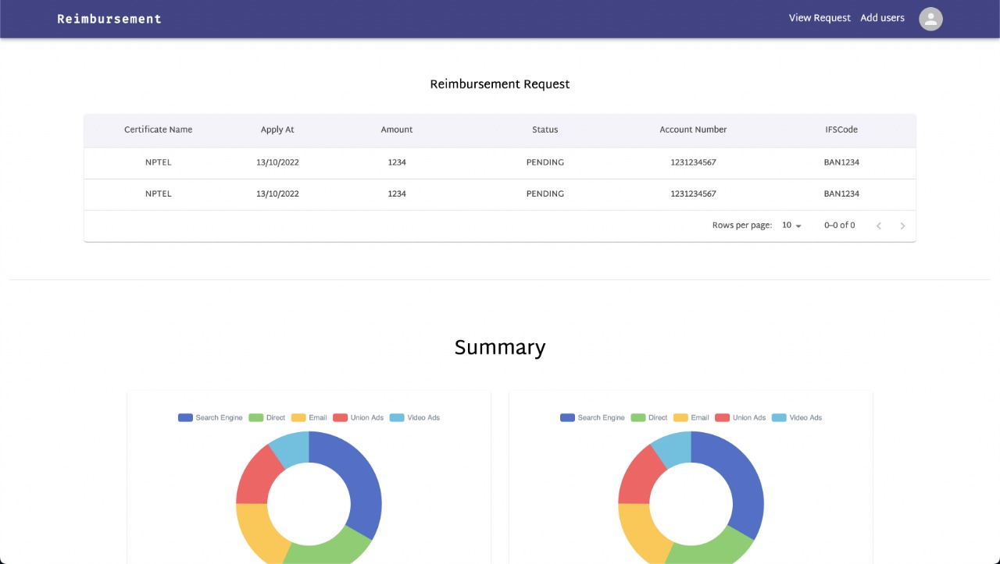 Reimbursement View Request Add users
Reimbursement Request
Certificate Name Apply At Amount Status Account Number IFSCode
NPTEL 13/10/2022 1234 PENDING 1231234567 BAN1234
NPTEL 13/10/2022 1234 PENDING 1231234567 BAN1234
Rows per page: 10 0–0 of 0
Summary
Search Engine Direct Email Union Ads Video Ads Search Engine Direct Email Union Ads Video Ads